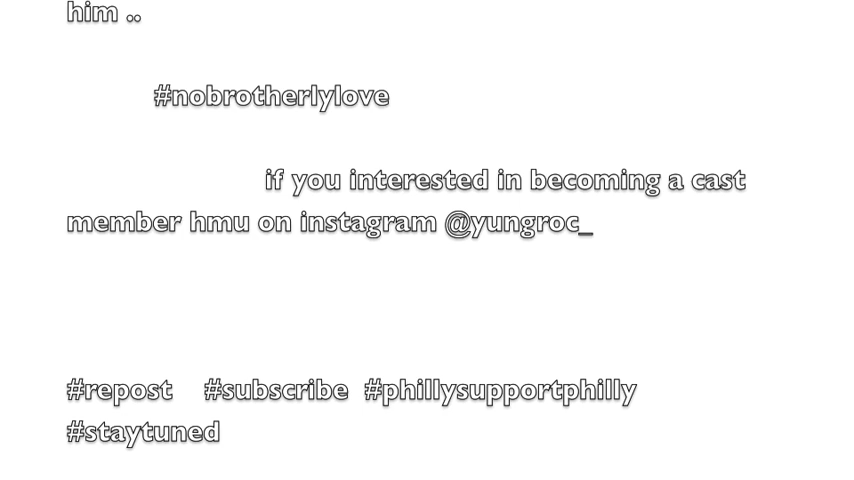 him ..
#nobrotherlylove
if you interested in becoming a cast
member hmu on instagram @yungroc_
#repost #subscribe #phillysupportphilly
#staytuned